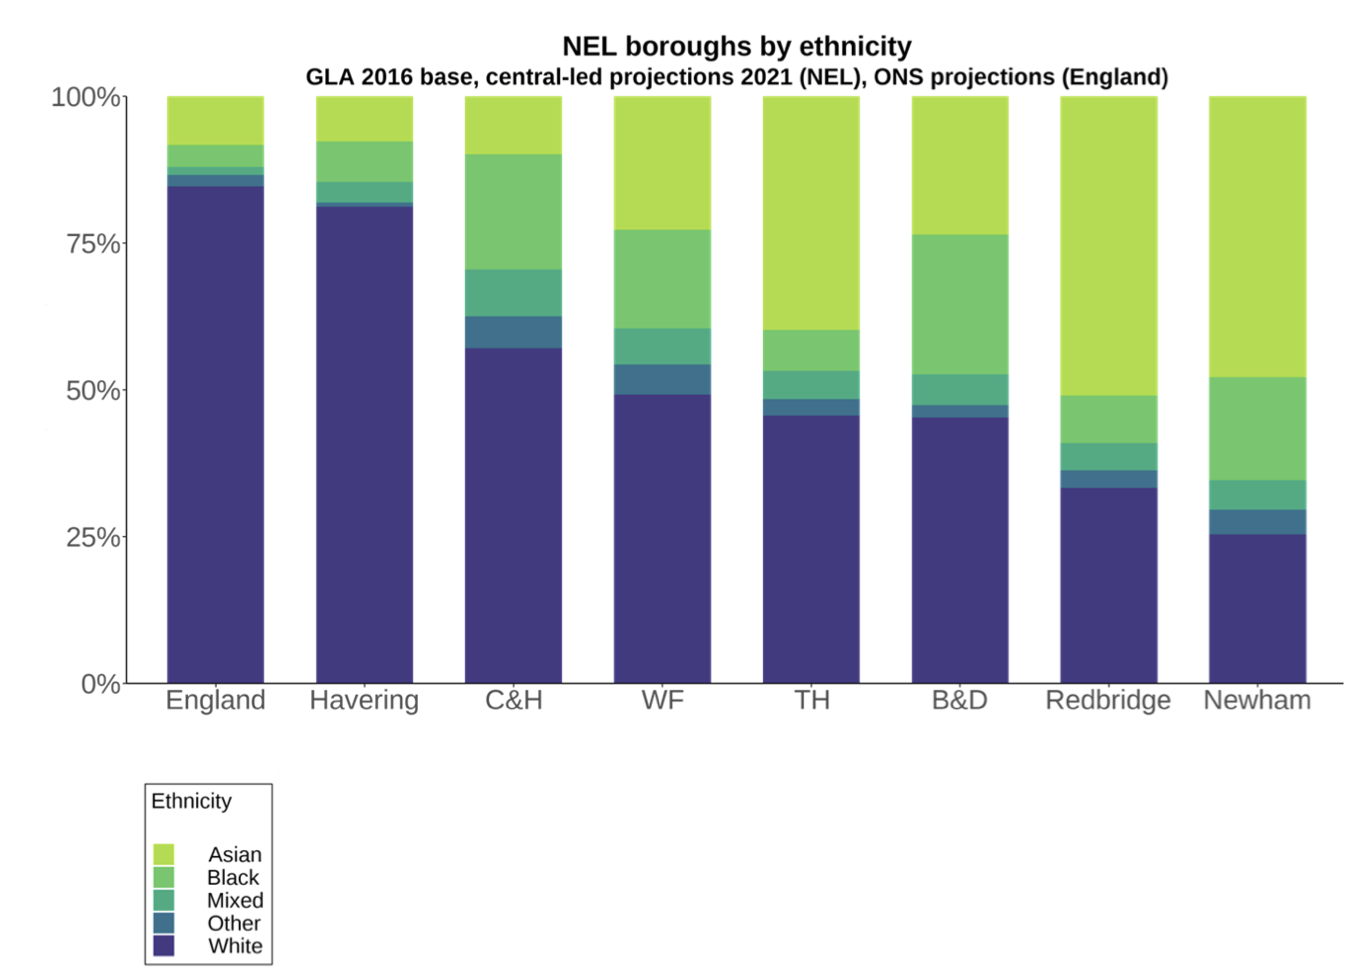 NEL boroughs by ethnicity
GLA 2016 base, central-led projections 2021 (NEL), ONS projections (England)
100%
75%
50%
25%
0%
England Havering C&H WF TH B&D Redbridge Newham
Ethnicity
Asian
Black
Mixed
Other
White